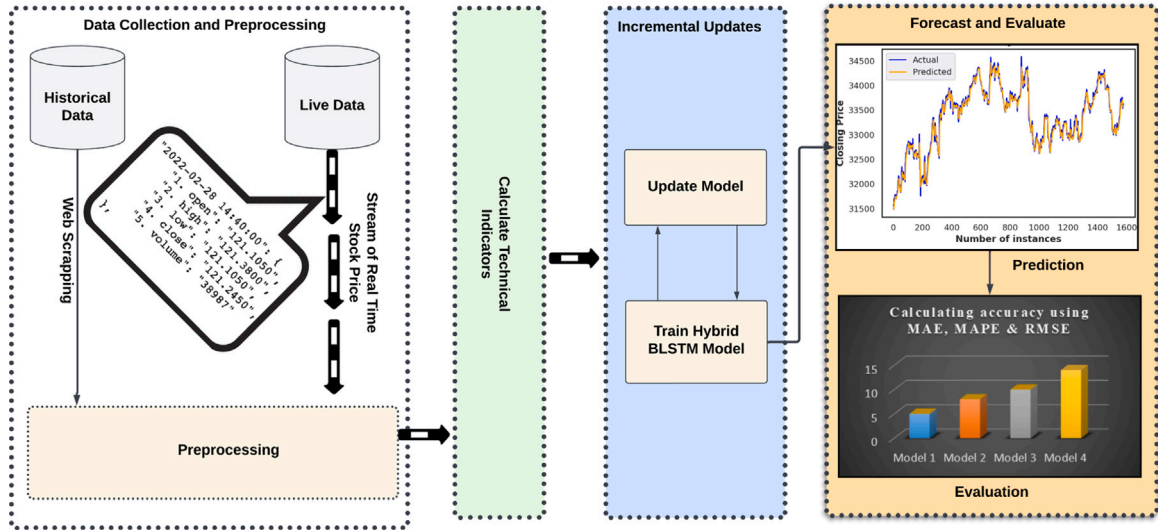 Data Collection and Preprocessing
Historical
Data
Live Data
Web Scrapping
"2022-02-28 14:40:00": {
"1. open": "121.1050",
"2. high": "121.3800",
"3. low": "121.1050",
"4. close": "121.2450",
"5. volume": "38987"
},
Stream of Real Time
Stock Price
Preprocessing
Calculate Technical
Indicators
Incremental Updates
Update Model
Train Hybrid
BLSTM Model
Forecast and Evaluate
Actual
Predicted
34500
34000
33500
33000
32500
32000
31500
Closing Price
0 200 400 600 800 1000 1200 1400 1600
Number of instances
Prediction
Calculating accuracy using
MAE, MAPE & RMSE
15
10
5
0
Model 1 Model 2 Model 3 Model 4
Evaluation